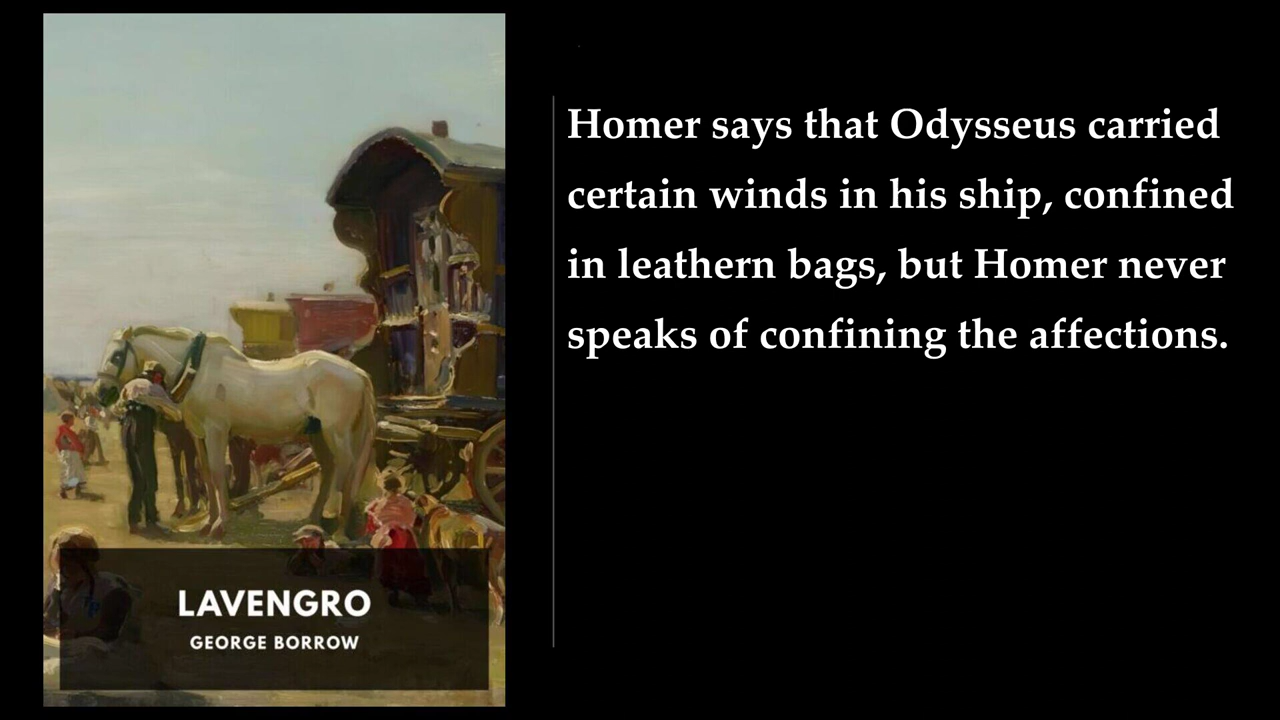 LAVENGRO
GEORGE BORROW
Homer says that Odysseus carried
certain winds in his ship, confined
in leathern bags, but Homer never
speaks of confining the affections.